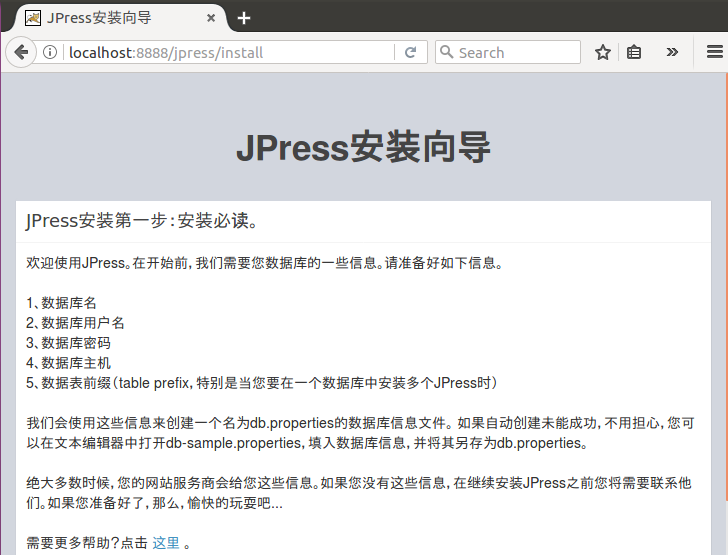 JPress安装向导
localhost:8888/jpress/install
Search
JPress安装向导
JPress安装第一步：安装必读。
欢迎使用JPress。在开始前，我们需要您数据库的一些信息。请准备好如下信息。
1、数据库名
2、数据库用户名
3、数据库密码
4、数据库主机
5、数据表前缀（table prefix，特别是当您要在一个数据库中安装多个JPress时）
我们会使用这些信息来创建一个名为db.properties的数据库信息文件。 如果自动创建未能成功，不用担心，您可
以在文本编辑器中打开db-sample.properties，填入数据库信息，并将其另存为db.properties。
绝大多数时候，您的网站服务商会给您这些信息。如果您没有这些信息，在继续安装JPress之前您将需要联系他
们。如果您准备好了，那么，愉快的玩耍吧...
需要更多帮助？点击 这里 。